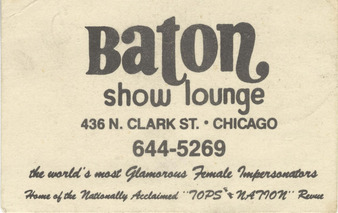 Baton
show lounge
436 N. CLARK ST. • CHICAGO
644-5269
the world's most Glamorous Female Impersonators
Home of the Nationally Acclaimed "TOPS & NATION" Revue